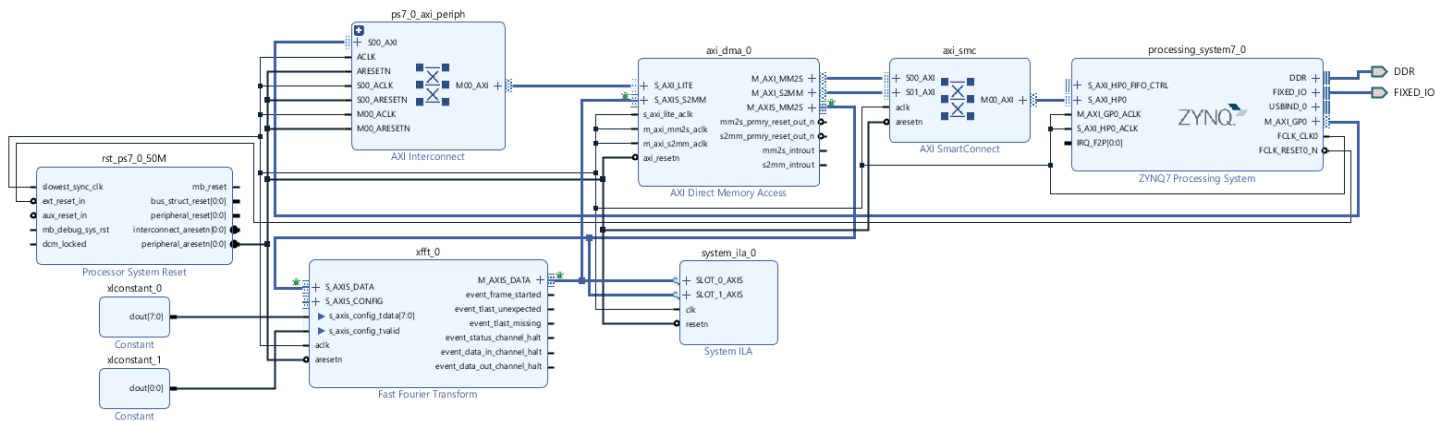 ps7_0_axi_periph
S00_AXI
ACLK
ARESETN
S00_ACLK
S00_ARESETN
M00_ACLK
M00_ARESETN
M00_AXI
AXI Interconnect
axi_dma_0
S_AXI_LITE
S_AXIS_S2MM
s_axi_lite_aclk
m_axi_mm2s_aclk
m_axi_s2mm_aclk
axi_resetn
M_AXI_MM2S
M_AXI_S2MM
M_AXIS_MM2S
mm2s_prmry_reset_out_n
s2mm_prmry_reset_out_n
mm2s_introut
s2mm_introut
AXI Direct Memory Access
axi_smc
S00_AXI
S01_AXI
aclk
aresetn
M00_AXI
AXI SmartConnect
processing_system7_0
S_AXI_HP0_FIFO_CTRL
S_AXI_HP0
M_AXI_GP0_ACLK
S_AXI_HP0_ACLK
IRQ_F2P[0:0]
ZYNQ
DDR
FIXED_IO
USBIND_0
M_AXI_GP0
FCLK_CLK0
FCLK_RESET0_N
ZYNQ7 Processing System
DDR
FIXED_IO
rst_ps7_0_50M
slowest_sync_clk
ext_reset_in
aux_reset_in
mb_debug_sys_rst
dcm_locked
mb_reset
bus_struct_reset[0:0]
peripheral_reset[0:0]
interconnect_aresetn[0:0]
peripheral_aresetn[0:0]
Processor System Reset
xlconstant_0
dout[7:0]
Constant
xlconstant_1
dout[0:0]
Constant
xfft_0
S_AXIS_DATA
S_AXIS_CONFIG
s_axis_config_tdata[7:0]
s_axis_config_tvalid
aclk
aresetn
M_AXIS_DATA
event_frame_started
event_tlast_unexpected
event_tlast_missing
event_status_channel_halt
event_data_in_channel_halt
event_data_out_channel_halt
Fast Fourier Transform
system_ila_0
SLOT_0_AXIS
SLOT_1_AXIS
clk
resetn
System ILA